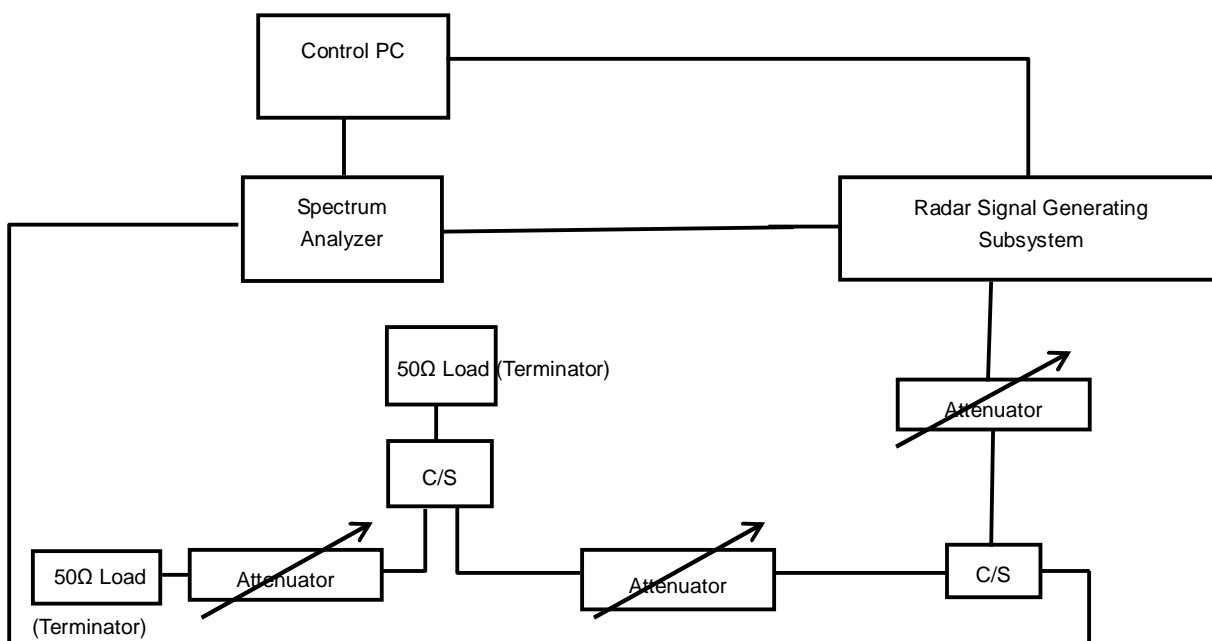 Control PC
Spectrum
Analyzer
Radar Signal Generating
Subsystem
50Ω Load (Terminator)
Attenuator
C/S
50Ω Load
(Terminator)
Attenuator
Attenuator
C/S